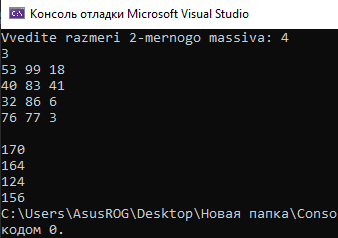 Консоль отладки Microsoft Visual Studio
Vvedite razmeri 2-mernogo massiva: 4
3
53 99 18
40 83 41
32 86 6
76 77 3
170
164
124
156
C:\Users\AsusROG\Desktop\Новая папка\Conso
кодом 0.